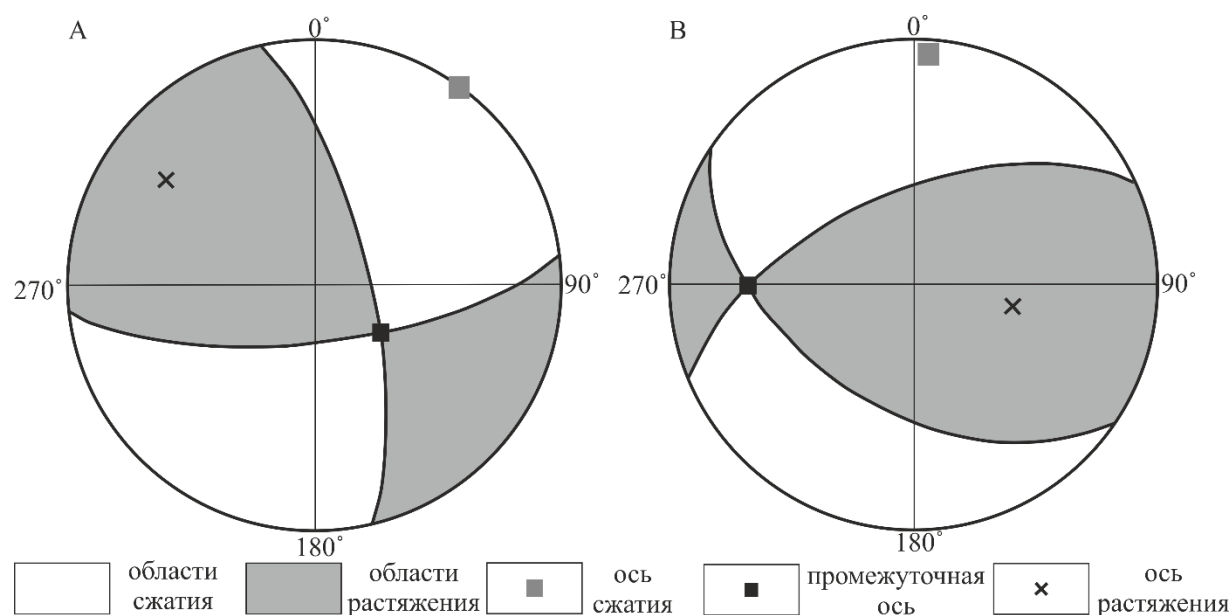 A
0°
270°
90°
180°
B
0°
270°
90°
180°
области
сжатия
области
растяжения
ось
сжатия
промежуточная
ось
ось
растяжения